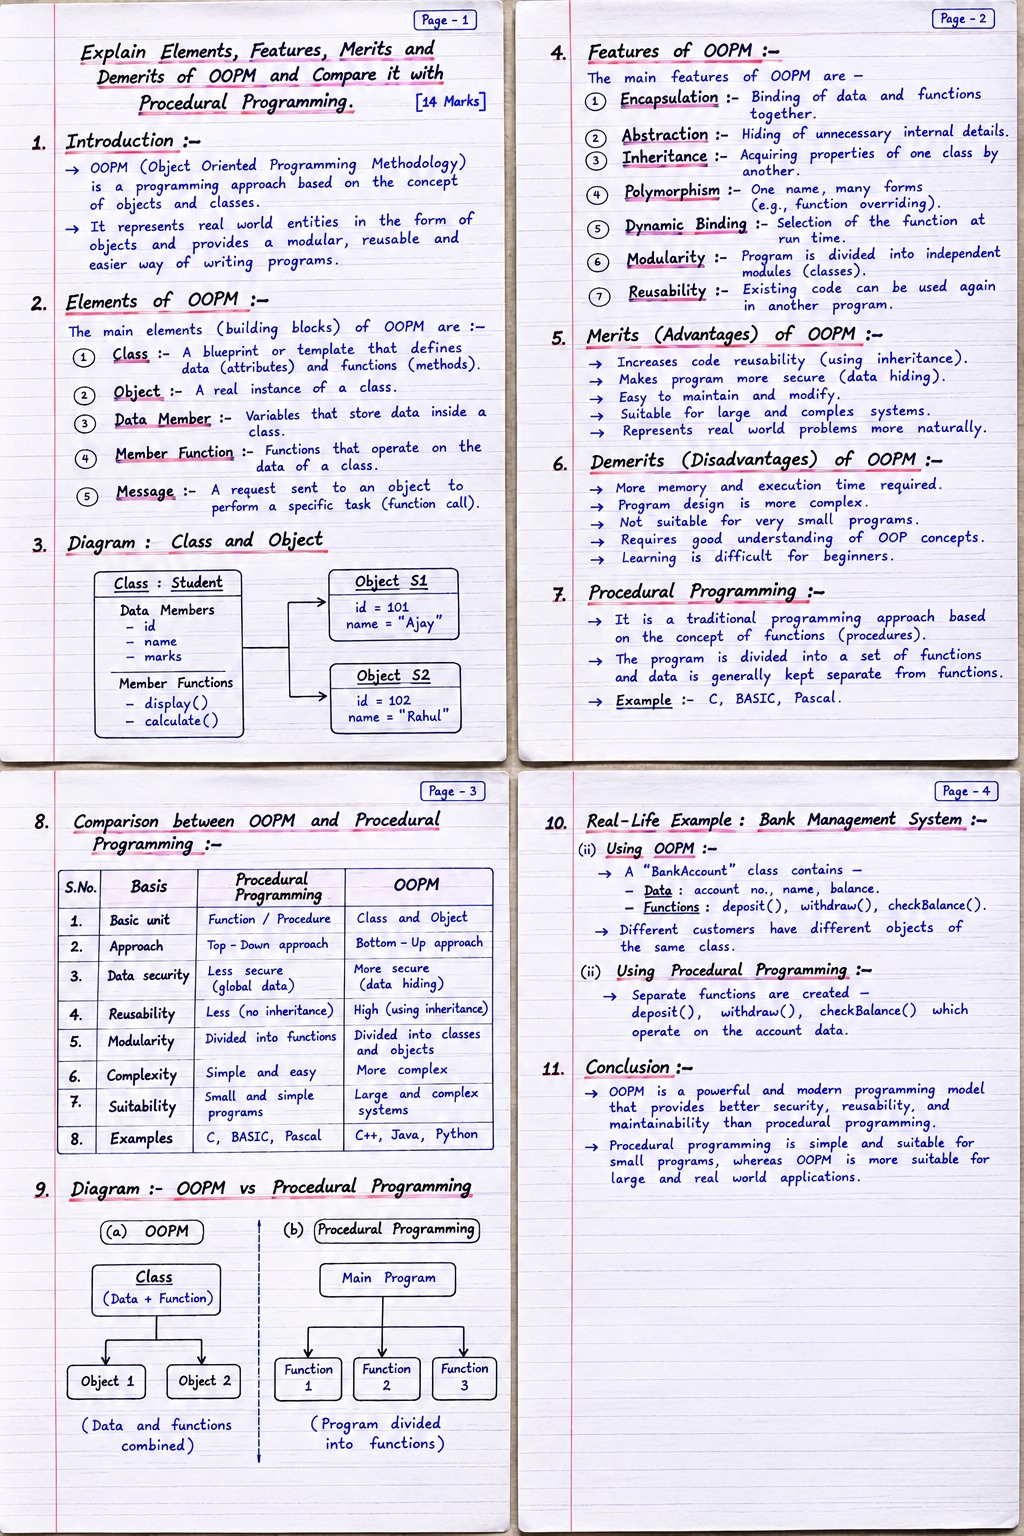 Page - 1
Explain Elements, Features, Merits and
Demerits of OOPM and Compare it with
Procedural Programming. [14 Marks]
1. Introduction :-
→ OOPM (Object Oriented Programming Methodology)
is a programming approach based on the concept
of objects and classes.
→ It represents real world entities in the form of
objects and provides a modular, reusable and
easier way of writing programs.
2. Elements of OOPM :-
The main elements (building blocks) of OOPM are :-
1 Class :- A blueprint or template that defines
data (attributes) and functions (methods).
2 Object :- A real instance of a class.
3 Data Member :- Variables that store data inside a
class.
4 Member Function :- Functions that operate on the
data of a class.
5 Message :- A request sent to an object to
perform a specific task (function call).
3. Diagram : Class and Object
Class : Student
Data Members
- id
- name
- marks
Member Functions
- display()
- calculate()
Object S1
id = 101
name = "Ajay"
Object S2
id = 102
name = "Rahul"
Page - 2
4. Features of OOPM :-
The main features of OOPM are -
1 Encapsulation :- Binding of data and functions
together.
2 Abstraction :- Hiding of unnecessary internal details.
3 Inheritance :- Acquiring properties of one class by
another.
4 Polymorphism :- One name, many forms
(e.g., function overriding).
5 Dynamic Binding :- Selection of the function at
run time.
6 Modularity :- Program is divided into independent
modules (classes).
7 Reusability :- Existing code can be used again
in another program.
5. Merits (Advantages) of OOPM :-
→ Increases code reusability (using inheritance).
→ Makes program more secure (data hiding).
→ Easy to maintain and modify.
→ Suitable for large and complex systems.
→ Represents real world problems more naturally.
6. Demerits (Disadvantages) of OOPM :-
→ More memory and execution time required.
→ Program design is more complex.
→ Not suitable for very small programs.
→ Requires good understanding of OOP concepts.
→ Learning is difficult for beginners.
7. Procedural Programming :-
→ It is a traditional programming approach based
on the concept of functions (procedures).
→ The program is divided into a set of functions
and data is generally kept separate from functions.
→ Example :- C, BASIC, Pascal.
Page - 3
8. Comparison between OOPM and Procedural
Programming :-
S.No. Basis Procedural Programming OOPM
1. Basic unit Function / Procedure Class and Object
2. Approach Top - Down approach Bottom - Up approach
3. Data security Less secure (global data) More secure (data hiding)
4. Reusability Less (no inheritance) High (using inheritance)
5. Modularity Divided into functions Divided into classes and objects
6. Complexity Simple and easy More complex
7. Suitability Small and simple programs Large and complex systems
8. Examples C, BASIC, Pascal C++, Java, Python
9. Diagram :- OOPM vs Procedural Programming
(a) OOPM
Class
(Data + Function)
Object 1 Object 2
(Data and functions
combined)
(b) Procedural Programming
Main Program
Function 1 Function 2 Function 3
(Program divided
into functions)
Page - 4
10. Real-Life Example : Bank Management System :-
(ii) Using OOPM :-
→ A "BankAccount" class contains -
- Data : account no., name, balance.
- Functions : deposit(), withdraw(), checkBalance().
→ Different customers have different objects of
the same class.
(ii) Using Procedural Programming :-
→ Separate functions are created -
deposit(), withdraw(), checkBalance() which
operate on the account data.
11. Conclusion :-
→ OOPM is a powerful and modern programming model
that provides better security, reusability, and
maintainability than procedural programming.
→ Procedural programming is simple and suitable for
small programs, whereas OOPM is more suitable for
large and real world applications.